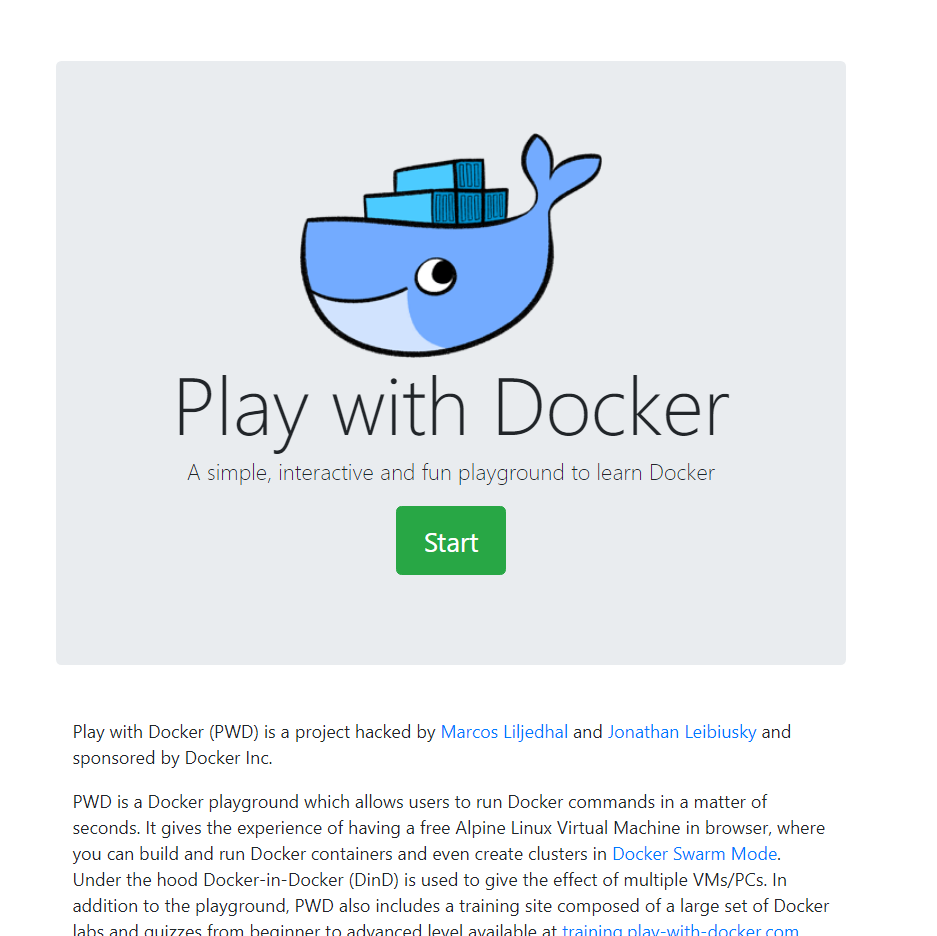 Play with Docker
A simple, interactive and fun playground to learn Docker
Start
Play with Docker (PWD) is a project hacked by Marcos Liljedhal and Jonathan Leibiusky and
sponsored by Docker Inc.
PWD is a Docker playground which allows users to run Docker commands in a matter of
seconds. It gives the experience of having a free Alpine Linux Virtual Machine in browser, where
you can build and run Docker containers and even create clusters in Docker Swarm Mode.
Under the hood Docker-in-Docker (DinD) is used to give the effect of multiple VMs/PCs. In
addition to the playground, PWD also includes a training site composed of a large set of Docker
labs and quizzes from beginner to advanced level available at training.play-with-docker.com